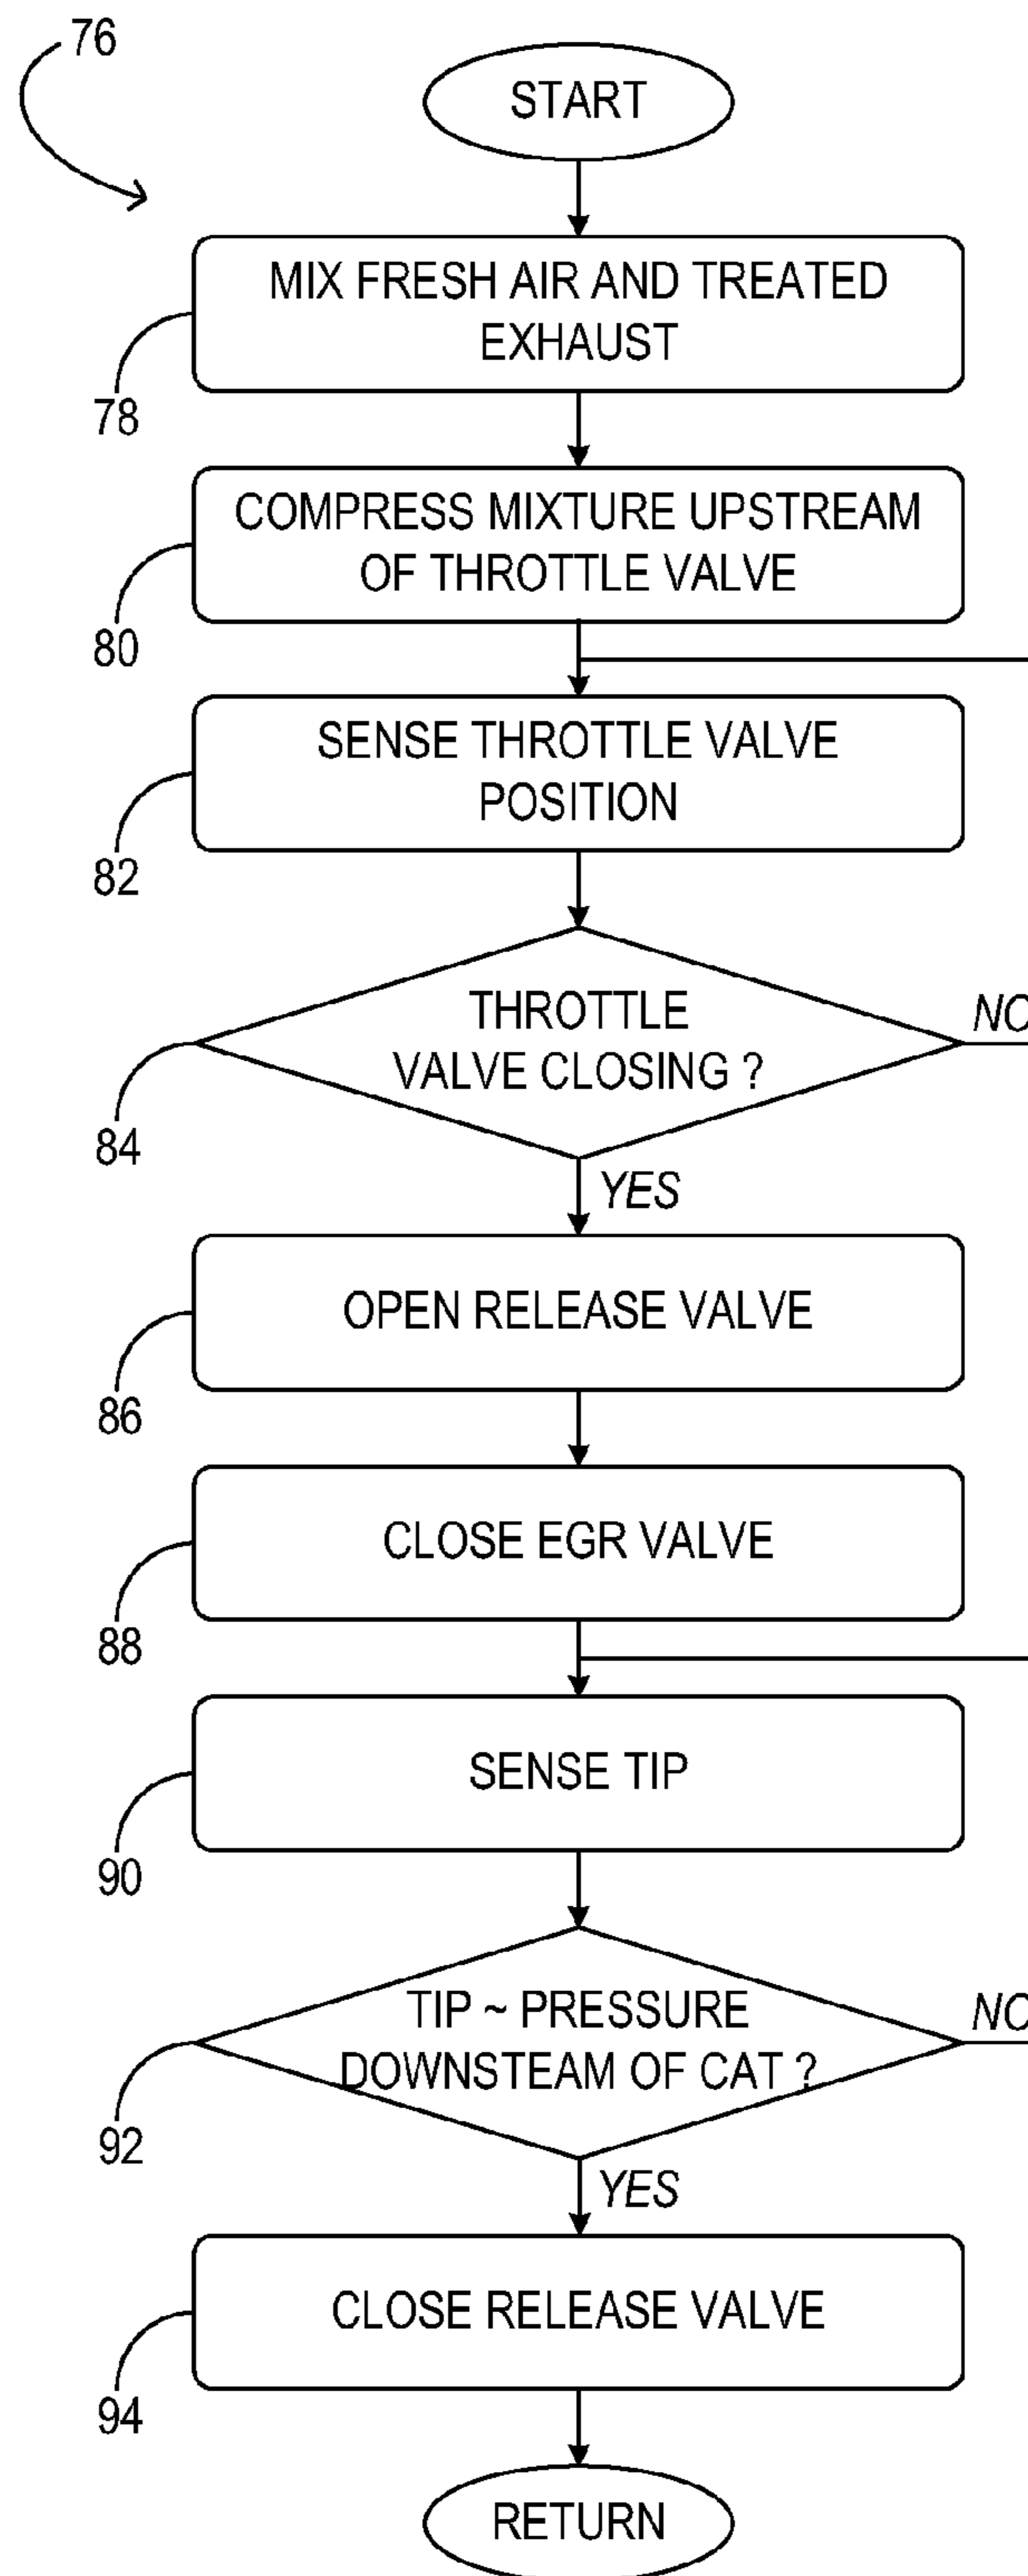 76
START
MIX FRESH AIR AND TREATED
EXHAUST
78
COMPRESS MIXTURE UPSTREAM
OF THROTTLE VALVE
80
SENSE THROTTLE VALVE
POSITION
82
THROTTLE
VALVE CLOSING ?
NO
84
YES
OPEN RELEASE VALVE
86
CLOSE EGR VALVE
88
SENSE TIP
90
TIP ~ PRESSURE
DOWNSTEAM OF CAT ?
NO
92
YES
CLOSE RELEASE VALVE
94
RETURN